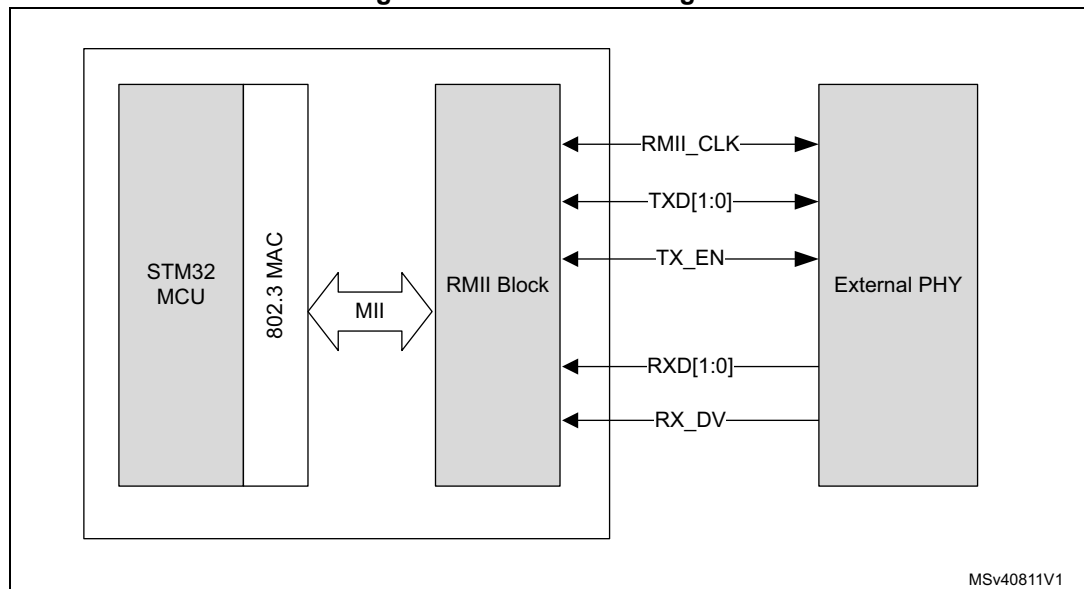 RMII_CLK
TXD[1:0]
TX_EN
STM32
MCU
802.3 MAC
MII
RMII Block
External PHY
RXD[1:0]
RX_DV
MSv40811V1